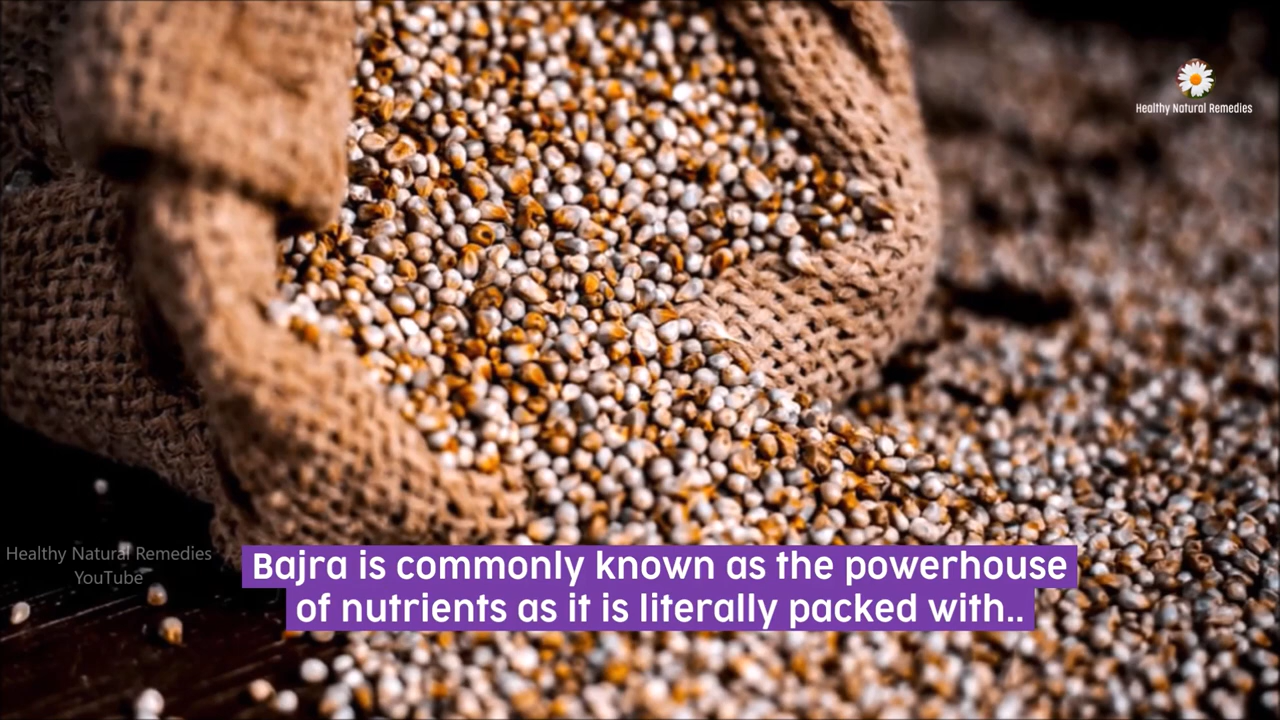 Healthy Natural Remedies
Healthy Natural Remedies
YouTube
Bajra is commonly known as the powerhouse
of nutrients as it is literally packed with..